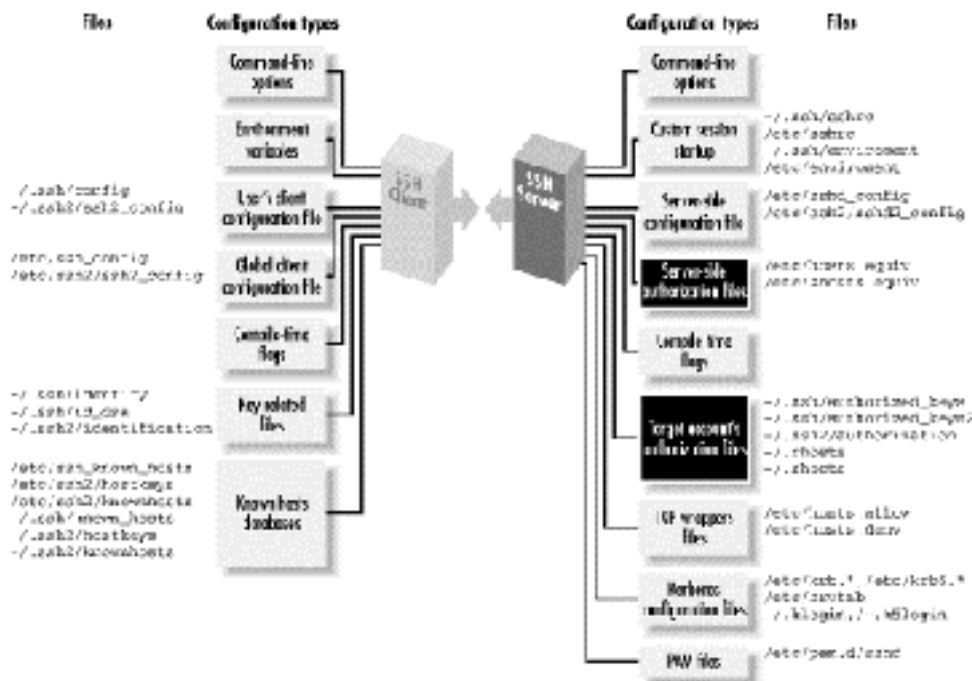 Files
Configuration types
Command-line
options
Environment
variables
/.ssh/config
~/.ssh2/ssh2_config
User's client
configuration file
/etc/ssh_config
/etc/ssh2/ssh2_config
Global client
configuration file
Compile-time
flags
~/.ssh/identity
~/.ssh/id_dsa
~/.ssh2/identification
Key related
files
/etc/ssh_known_hosts
/etc/ssh2/hostkeys
/etc/ssh2/knownhosts
/.ssh/known_hosts
/.ssh2/hostkeys
~/.ssh2/knownhosts
Known hosts
databases
SSH
Client
SSH
Server
Configuration types
Files
Command-line
options
Custom session
startup
~/.ssh/sshrc
/etc/sshrc
/.ssh/enviroment
/etc/enviroment
Server-side
configuration file
/etc/sshd_config
/etc/ssh2/sshd2_config
Server-side
authorization files
/etc/hosts.equiv
/etc/shosts.equiv
Compile-time
flags
Target account's
authorization files
~/.ssh/authorized_keys
~/.ssh/authorized_keys2
~/.ssh2/authorization
~/.rhosts
~/.shosts
TCP wrappers
files
/etc/hosts.allow
/etc/hosts.deny
Kerberos
configuration files
/etc/krb.*, /etc/krb5.*
/etc/srvtab
/.klogin,/~.k5login
PAM files
/etc/pam.d/sshd